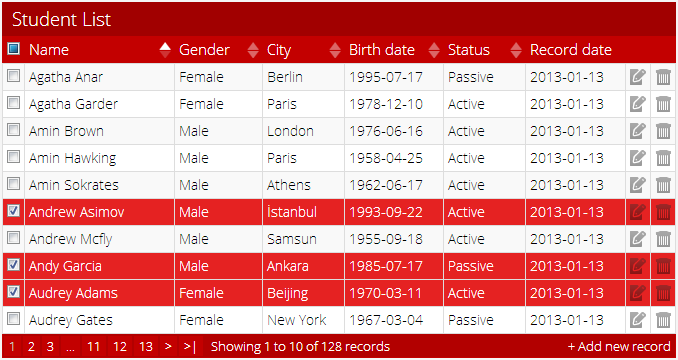 Student List
Name Gender City Birth date Status Record date
Agatha Anar Female Berlin 1995-07-17 Passive 2013-01-13
Agatha Garder Female Paris 1978-12-10 Active 2013-01-13
Amin Brown Male London 1976-06-16 Active 2013-01-13
Amin Hawking Male Paris 1958-04-25 Active 2013-01-13
Amin Sokrates Male Athens 1962-06-17 Active 2013-01-13
Andrew Asimov Male İstanbul 1993-09-22 Active 2013-01-13
Andrew Mcfly Male Samsun 1955-09-18 Active 2013-01-13
Andy Garcia Male Ankara 1985-07-17 Passive 2013-01-13
Audrey Adams Female Beijing 1970-03-11 Active 2013-01-13
Audrey Gates Female New York 1967-03-04 Passive 2013-01-13
1 2 3 ... 11 12 13 > >| Showing 1 to 10 of 128 records + Add new record